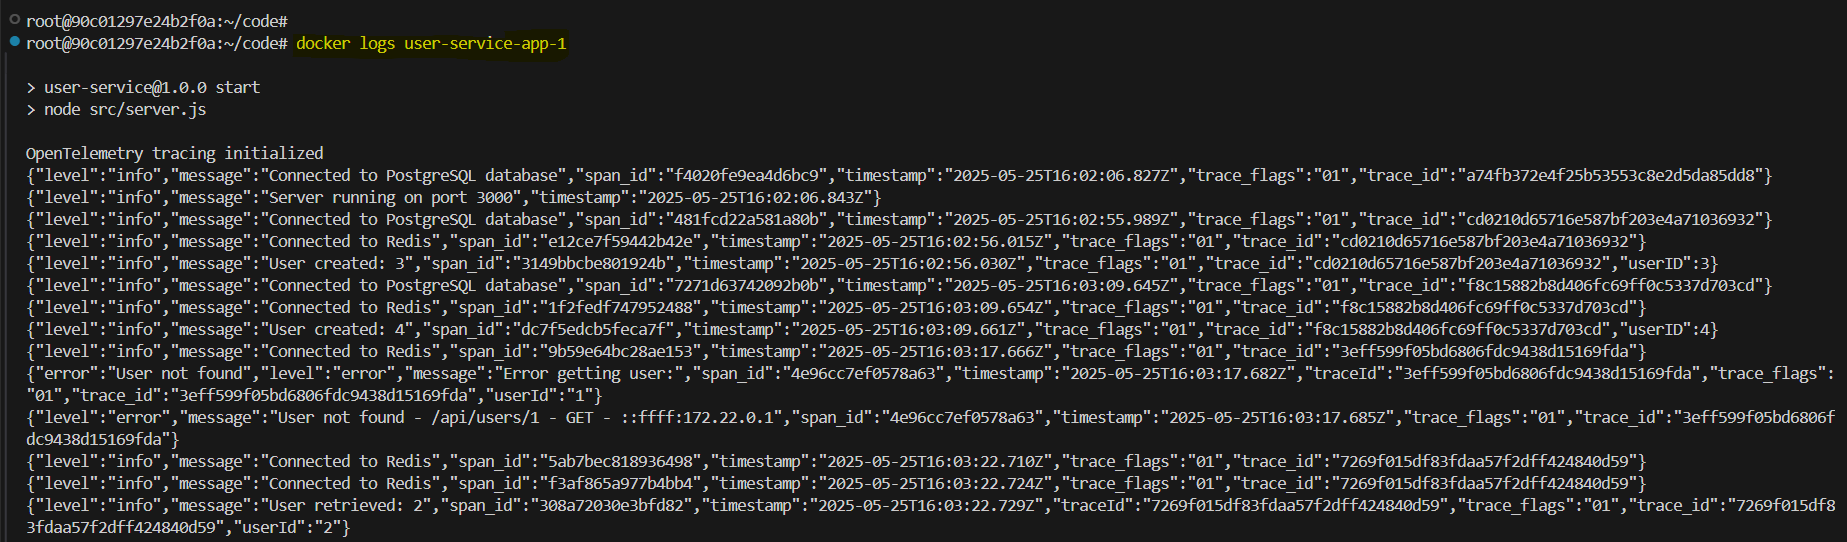 root@90c01297e24b2f0a:~/code#
root@90c01297e24b2f0a:~/code# docker logs user-service-app-1
> user-service@1.0.0 start
> node src/server.js
OpenTelemetry tracing initialized
{"level":"info","message":"Connected to PostgreSQL database","span_id":"f4020fe9ea4d6bc9","timestamp":"2025-05-25T16:02:06.827Z","trace_flags":"01","trace_id":"a74fb372e4f25b53553c8e2d5da85dd8"}
{"level":"info","message":"Server running on port 3000","timestamp":"2025-05-25T16:02:06.843Z"}
{"level":"info","message":"Connected to PostgreSQL database","span_id":"481fcd22a581a80b","timestamp":"2025-05-25T16:02:55.989Z","trace_flags":"01","trace_id":"cd0210d65716e587bf203e4a71036932"}
{"level":"info","message":"Connected to Redis","span_id":"e12ce7f59442b42e","timestamp":"2025-05-25T16:02:56.015Z","trace_flags":"01","trace_id":"cd0210d65716e587bf203e4a71036932"}
{"level":"info","message":"User created: 3","span_id":"3149bbcbe801924b","timestamp":"2025-05-25T16:02:56.030Z","trace_flags":"01","trace_id":"cd0210d65716e587bf203e4a71036932","userID":3}
{"level":"info","message":"Connected to PostgreSQL database","span_id":"7271d63742092b0b","timestamp":"2025-05-25T16:03:09.645Z","trace_flags":"01","trace_id":"f8c15882b8d406fc69ff0c5337d703cd"}
{"level":"info","message":"Connected to Redis","span_id":"1f2fedf747952488","timestamp":"2025-05-25T16:03:09.654Z","trace_flags":"01","trace_id":"f8c15882b8d406fc69ff0c5337d703cd"}
{"level":"info","message":"User created: 4","span_id":"dc7f5edcb5feca7f","timestamp":"2025-05-25T16:03:09.661Z","trace_flags":"01","trace_id":"f8c15882b8d406fc69ff0c5337d703cd","userID":4}
{"level":"info","message":"Connected to Redis","span_id":"9b59e64bc28ae153","timestamp":"2025-05-25T16:03:17.666Z","trace_flags":"01","trace_id":"3eff599f05bd6806fdc9438d15169fda"}
{"error":"User not found","level":"error","message":"Error getting user:","span_id":"4e96cc7ef0578a63","timestamp":"2025-05-25T16:03:17.682Z","traceId":"3eff599f05bd6806fdc9438d15169fda","trace_flags":
"01","trace_id":"3eff599f05bd6806fdc9438d15169fda","userId":"1"}
{"level":"error","message":"User not found - /api/users/1 - GET - ::ffff:172.22.0.1","span_id":"4e96cc7ef0578a63","timestamp":"2025-05-25T16:03:17.685Z","trace_flags":"01","trace_id":"3eff599f05bd6806f
dc9438d15169fda"}
{"level":"info","message":"Connected to Redis","span_id":"5ab7bec818936498","timestamp":"2025-05-25T16:03:22.710Z","trace_flags":"01","trace_id":"7269f015df83fdaa57f2dff424840d59"}
{"level":"info","message":"Connected to Redis","span_id":"f3af865a977b4bb4","timestamp":"2025-05-25T16:03:22.724Z","trace_flags":"01","trace_id":"7269f015df83fdaa57f2dff424840d59"}
{"level":"info","message":"User retrieved: 2","span_id":"308a72030e3bfd82","timestamp":"2025-05-25T16:03:22.729Z","traceId":"7269f015df83fdaa57f2dff424840d59","trace_flags":"01","trace_id":"7269f015df8
3fdaa57f2dff424840d59","userId":"2"}